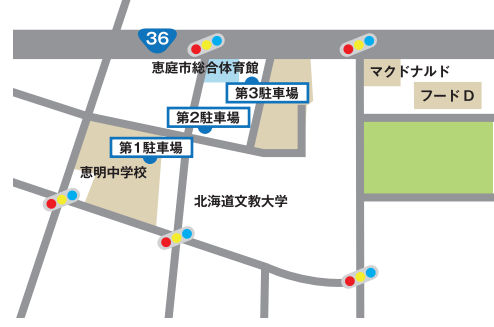 36
恵庭市総合体育館
マクドナルド
第3駐車場
フードD
第2駐車場
第1駐車場
恵明中学校
北海道文教大学